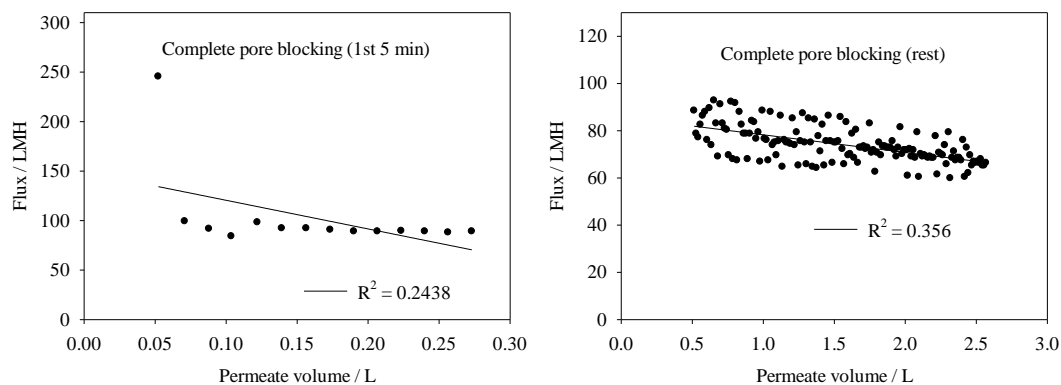 300
250
200
150
100
50
0
Flux / LMH
Complete pore blocking (1st 5 min)
R² = 0.2438
0.00 0.05 0.10 0.15 0.20 0.25 0.30
Permeate volume / L
120
100
80
60
40
20
0
Flux / LMH
Complete pore blocking (rest)
R² = 0.356
0.0 0.5 1.0 1.5 2.0 2.5 3.0
Permeate volume / L